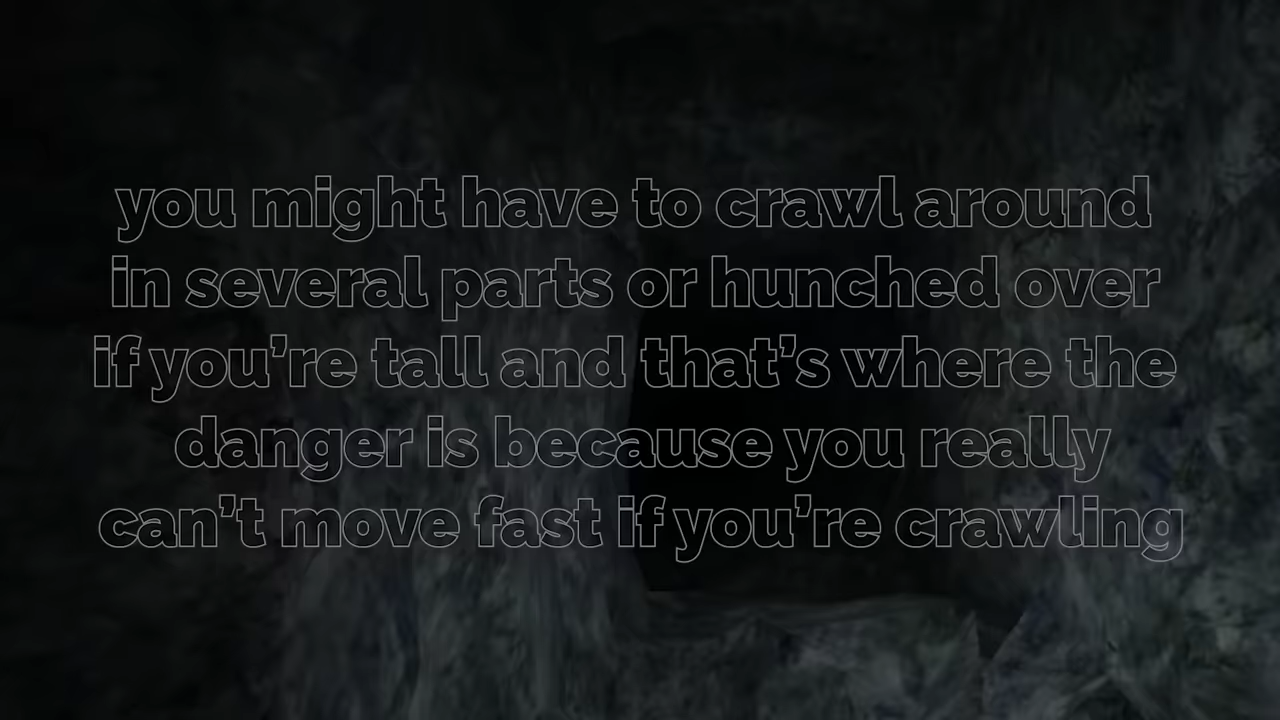 you might have to crawl around
in several parts or hunched over
if you're tall and that's where the
danger is because you really
can't move fast if you're crawling